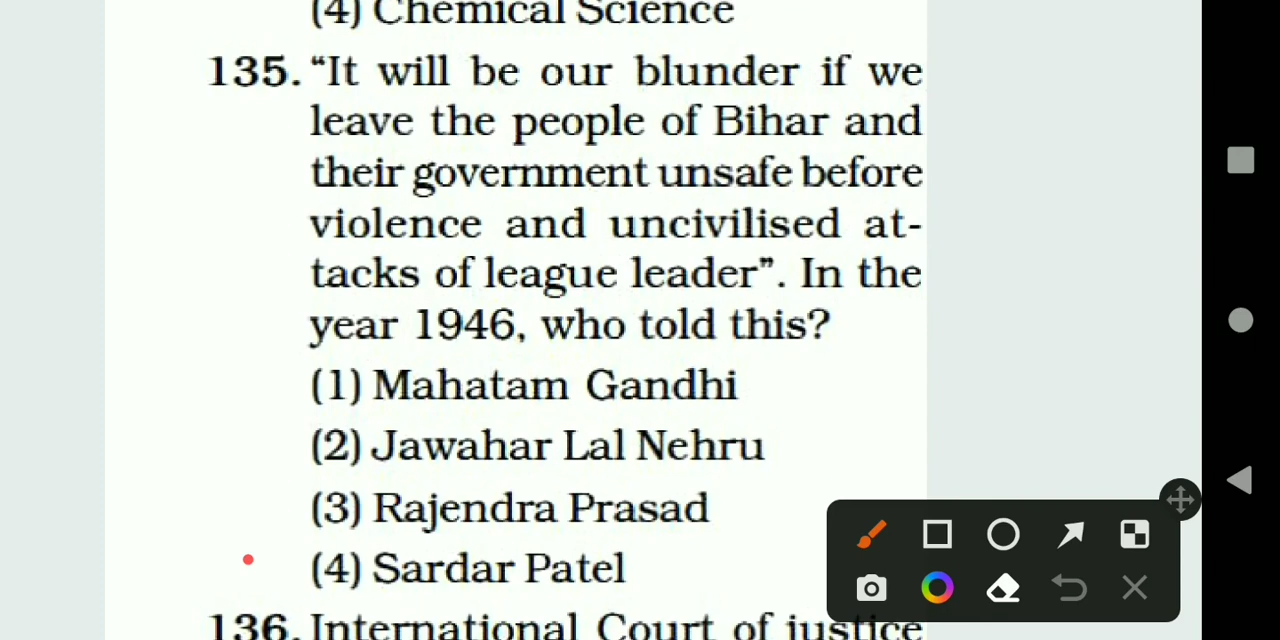 (4) Chemical Science
135. “It will be our blunder if we
leave the people of Bihar and
their government unsafe before
violence and uncivilised at-
tacks of league leader”. In the
year 1946, who told this?
(1) Mahatam Gandhi
(2) Jawahar Lal Nehru
(3) Rajendra Prasad
(4) Sardar Patel
136. International Court of justice